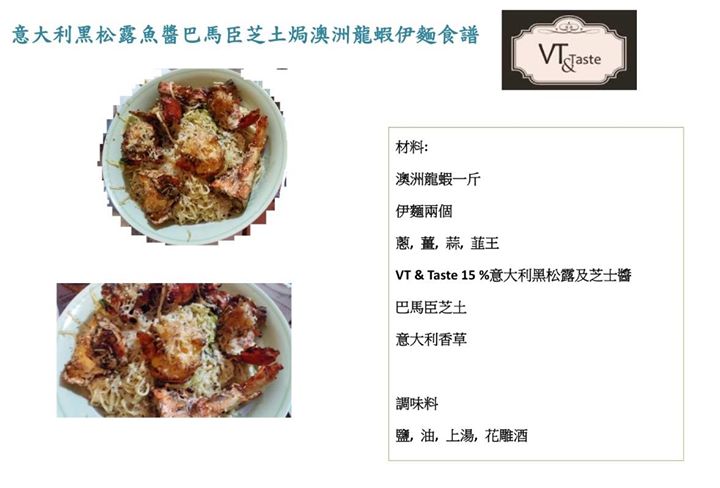 意大利黑松露魚醬巴馬臣芝士焗澳洲龍蝦伊麵食譜
VT
& Taste
材料:
澳洲龍蝦一斤
伊麵兩個
蔥, 薑, 蒜, 韮王
VT & Taste 15 %意大利黑松露及芝士醬
巴馬臣芝士
意大利香草
調味料
鹽, 油, 上湯, 花雕酒